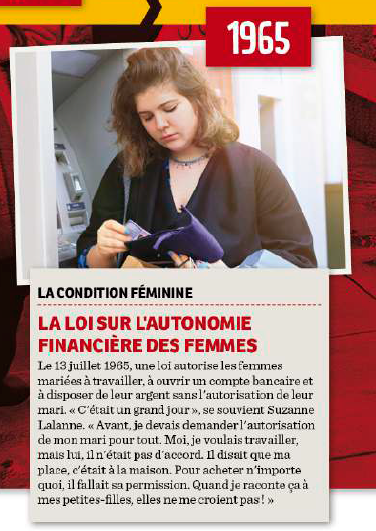 1965
LA CONDITION FÉMININE
LA LOI SUR L'AUTONOMIE
FINANCIÈRE DES FEMMES
Le 13 juillet 1965, une loi autorise les femmes
mariées à travailler, à ouvrir un compte bancaire et
à disposer de leur argent sans l'autorisation de leur
mari. « C'était un grand jour », se souvient Suzanne
Lalanne. « Avant, je devais demander l'autorisation
de mon mari pour tout. Moi, je voulais travailler,
mais lui, il n'était pas d'accord. Il disait que ma
place, c'était à la maison. Pour acheter n'importe
quoi, il fallait sa permission. Quand je raconte ça à
mes petites-filles, elles ne me croient pas ! »